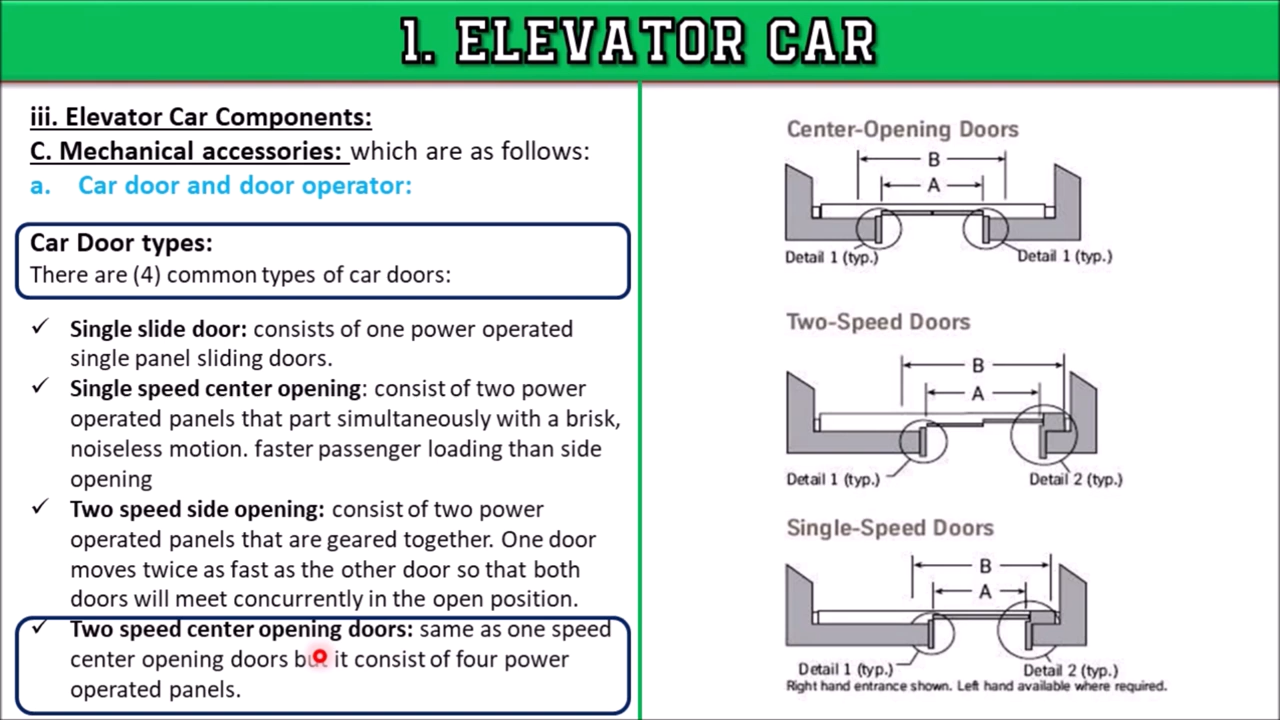 1. ELEVATOR CAR
iii. Elevator Car Components:
C. Mechanical accessories: which are as follows:
a. Car door and door operator:
Car Door types:
There are (4) common types of car doors:
✓ Single slide door: consists of one power operated
single panel sliding doors.
✓ Single speed center opening: consist of two power
operated panels that part simultaneously with a brisk,
noiseless motion. faster passenger loading than side
opening
✓ Two speed side opening: consist of two power
operated panels that are geared together. One door
moves twice as fast as the other door so that both
doors will meet concurrently in the open position.
✓ Two speed center opening doors: same as one speed
center opening doors but it consist of four power
operated panels.
Center-Opening Doors
B
A
Detail 1 (typ.) Detail 1 (typ.)
Two-Speed Doors
B
A
Detail 1 (typ.) Detail 2 (typ.)
Single-Speed Doors
B
A
Detail 1 (typ.) Detail 2 (typ.)
Right hand entrance shown. Left hand available where required.